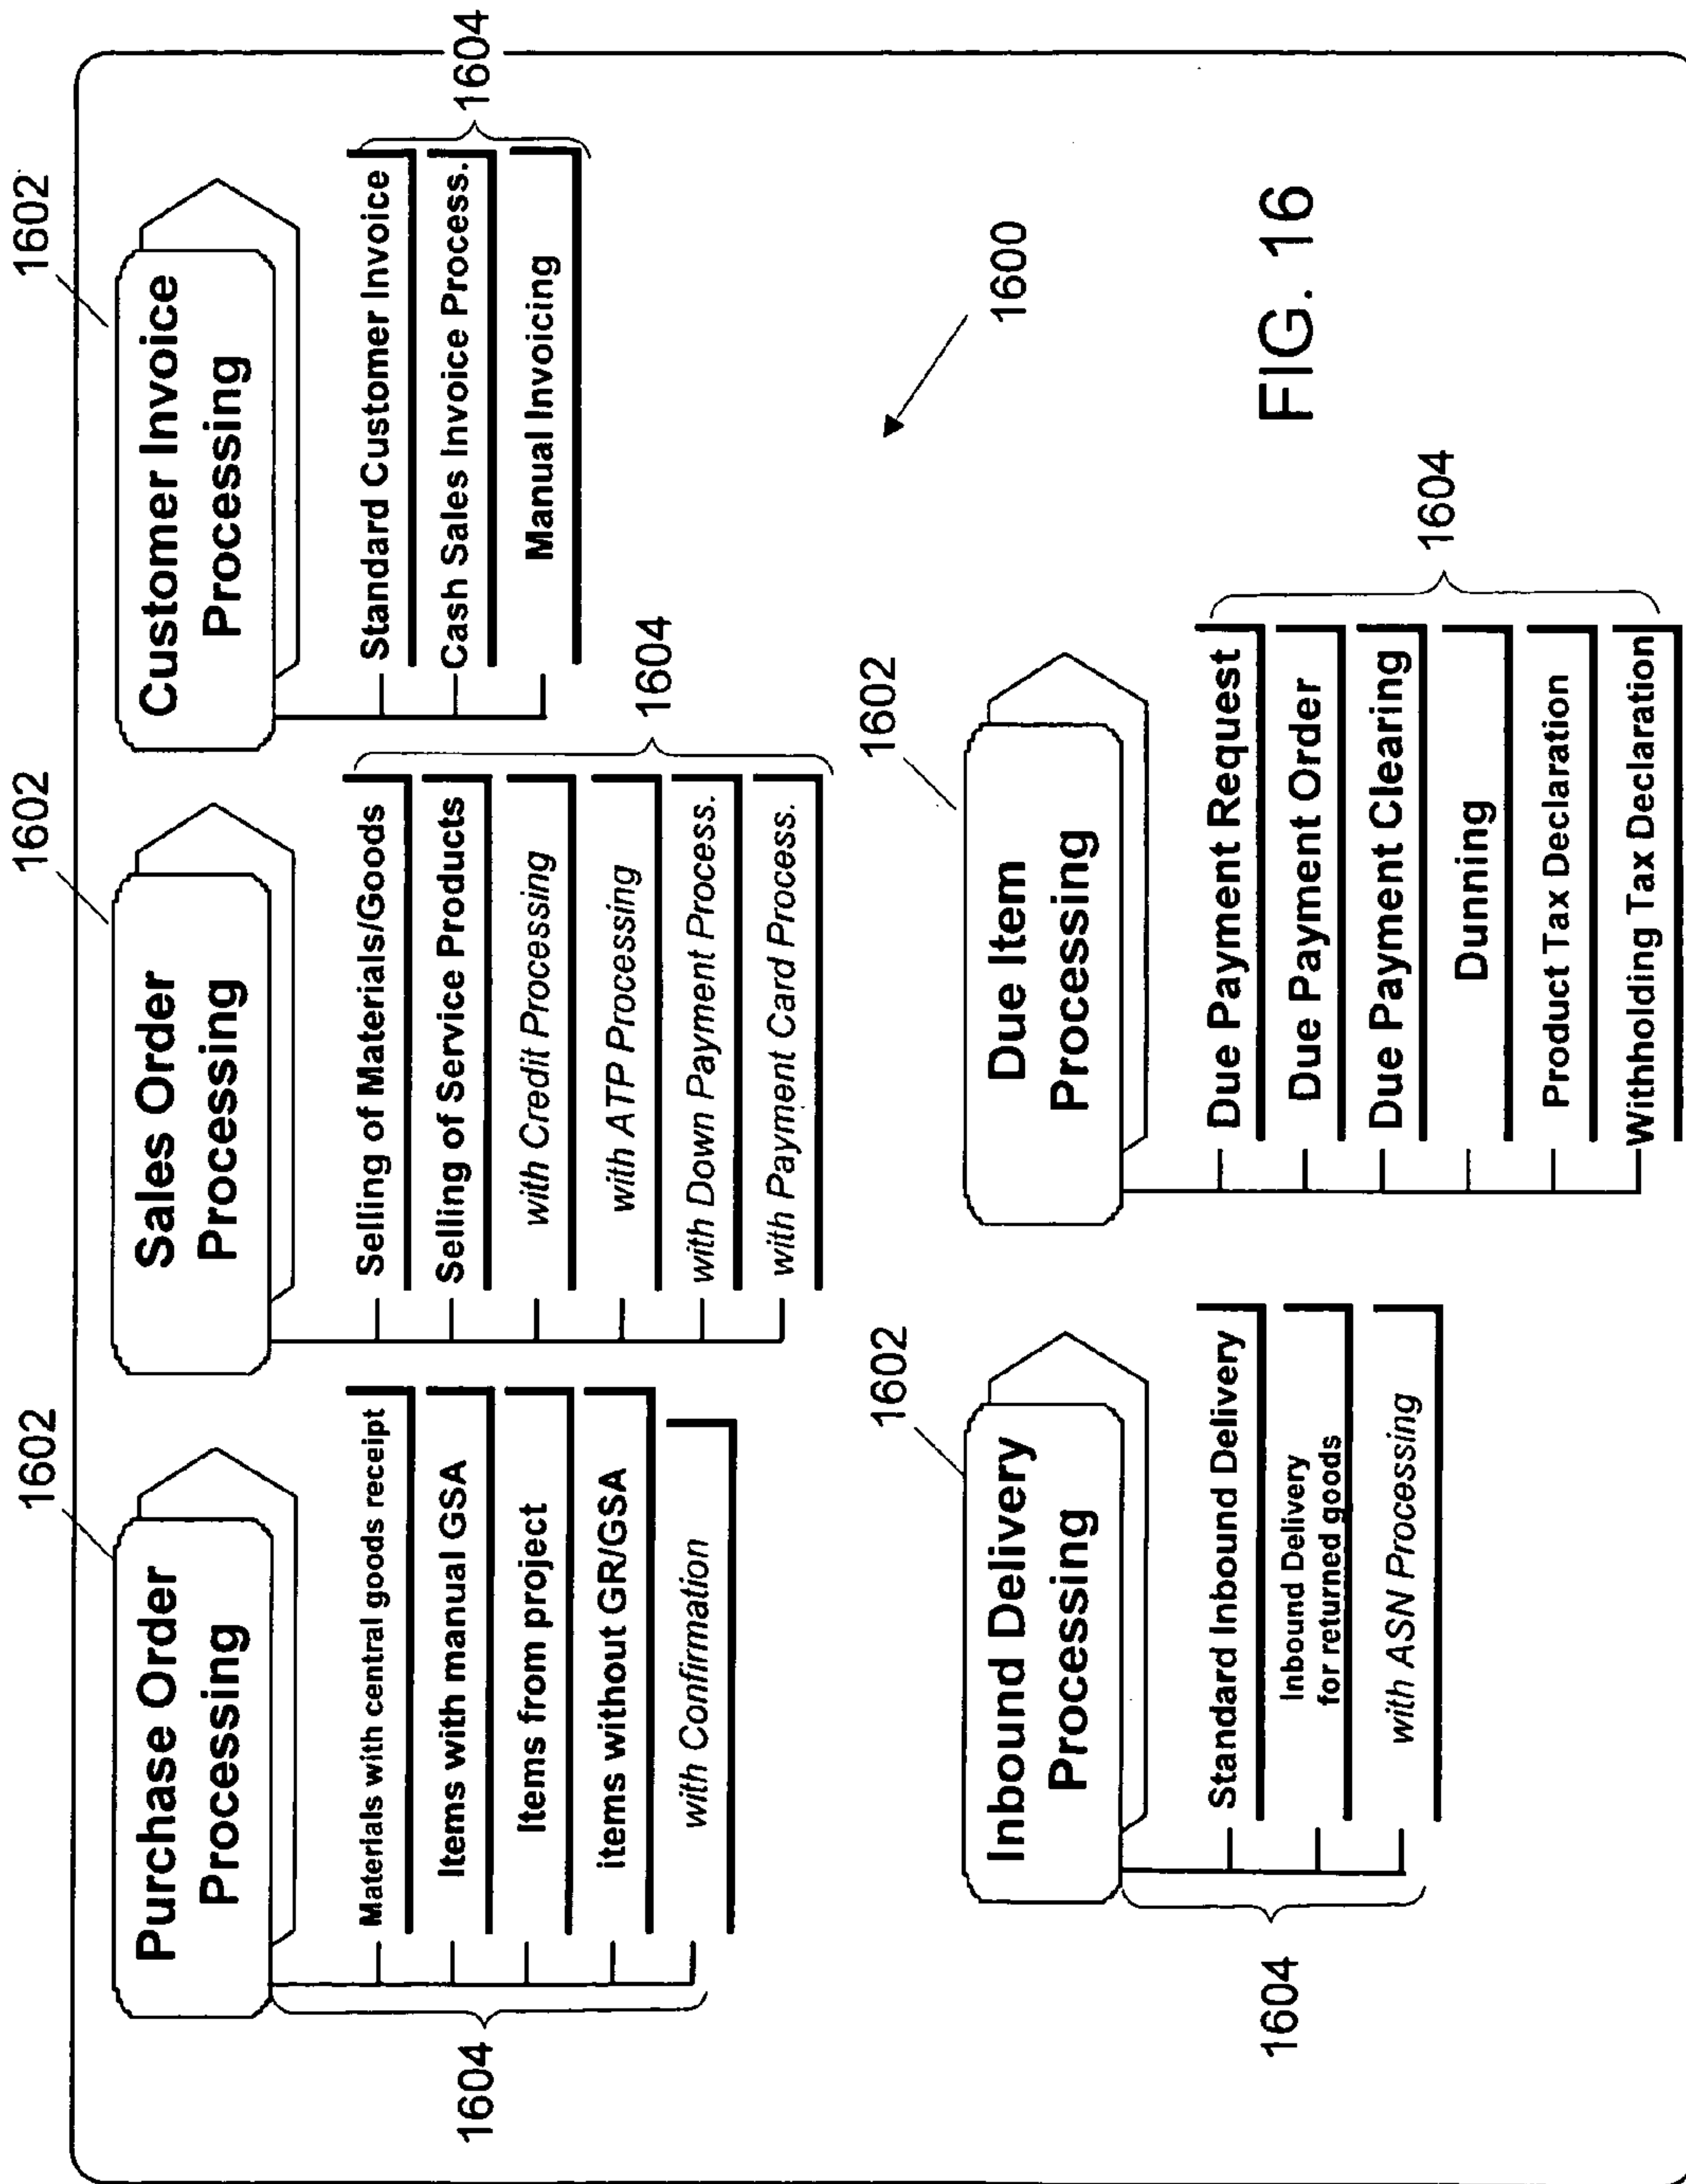 1602
Purchase Order
Processing
Materials with central goods receipt
Items with manual GSA
Items from project
items without GR/GSA
with Confirmation
1604
1602
Sales Order
Processing
Selling of Materials/Goods
Selling of Service Products
with Credit Processing
with ATP Processing
with Down Payment Process.
with Payment Card Process.
1604
1602
Customer Invoice
Processing
Standard Customer Invoice
Cash Sales Invoice Process.
Manual Invoicing
1604
1600
1602
Inbound Delivery
Processing
Standard Inbound Delivery
Inbound Delivery
for returned goods
with ASN Processing
1604
1602
Due Item
Processing
Due Payment Request
Due Payment Order
Due Payment Clearing
Dunning
Product Tax Declaration
Withholding Tax Declaration
1604
FIG. 16